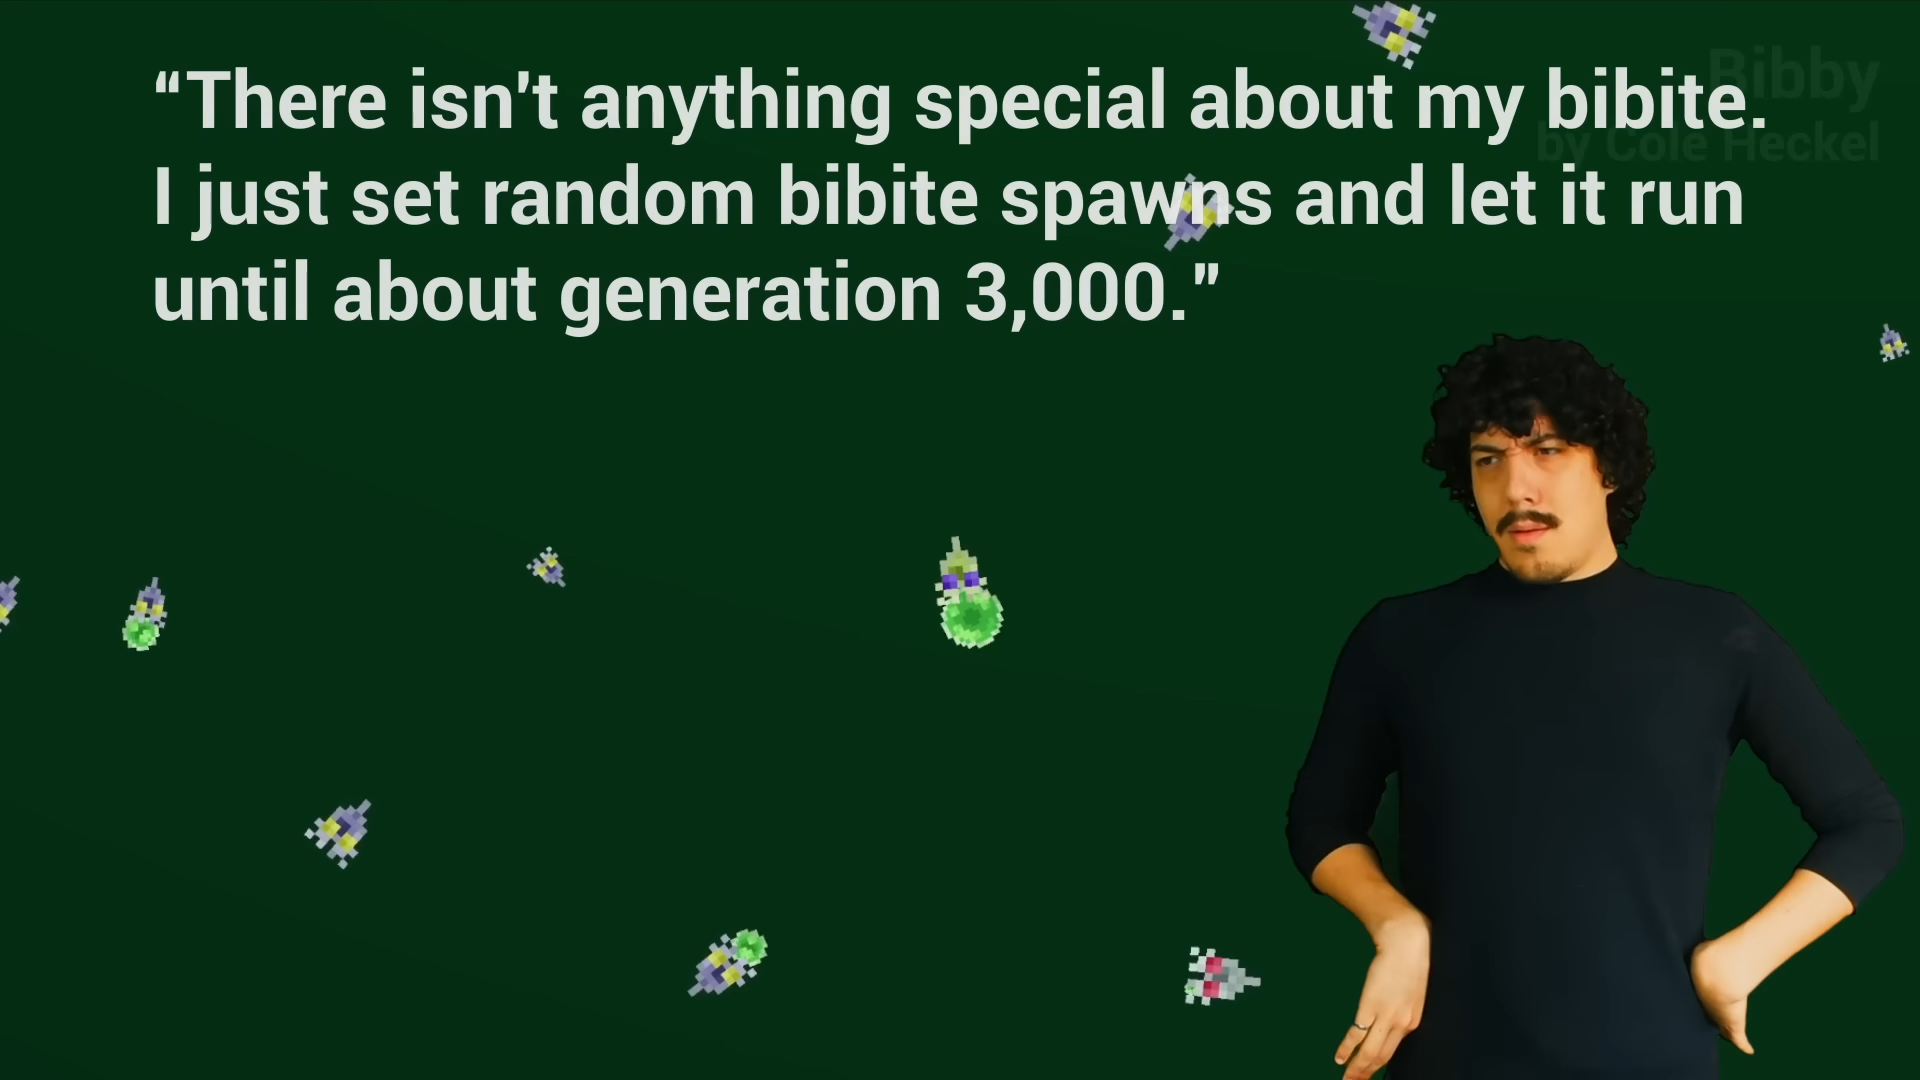 “There isn't anything special about my bibite.
I just set random bibite spawns and let it run
until about generation 3,000.”
Bibby
by Cole Heckel